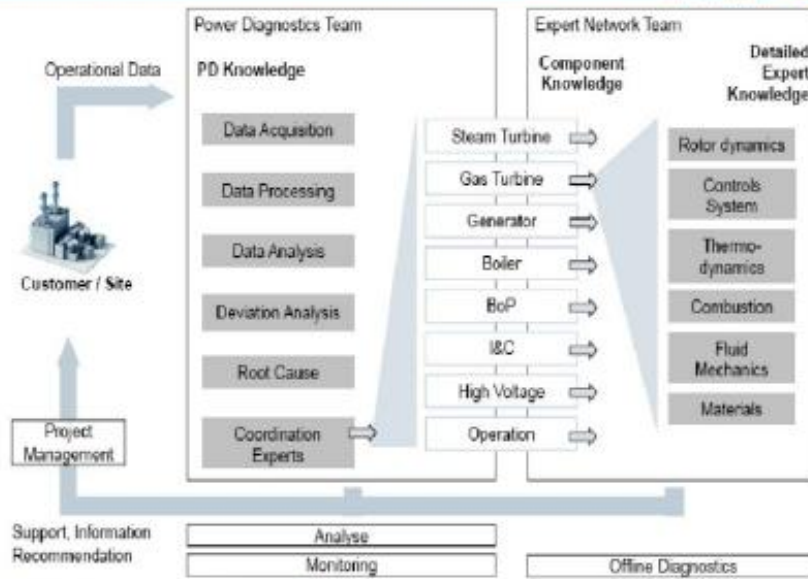 Power Diagnostics Team
Expert Network Team
Operational Data
PD Knowledge
Component
Knowledge
Detailed
Expert
Knowledge
Data Acquisition
Data Processing
Data Analysis
Deviation Analysis
Root Cause
Coordination
Experts
Steam Turbine
Gas Turbine
Generator
Boiler
BoP
I&C
High Voltage
Operation
Rotor dynamics
Controls
System
Thermo-
dynamics
Combustion
Fluid
Mechanics
Materials
Customer / Site
Project
Management
Support, Information
Recommendation
Analyse
Monitoring
Offline Diagnostics